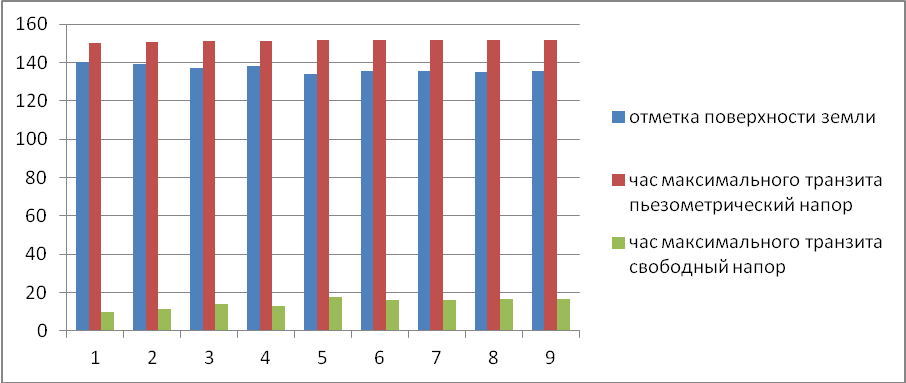 160
140
120
100
80
60
40
20
0
1 2 3 4 5 6 7 8 9
отметка поверхности земли
час максимального транзита
пьезометрический напор
час максимального транзита
свободный напор